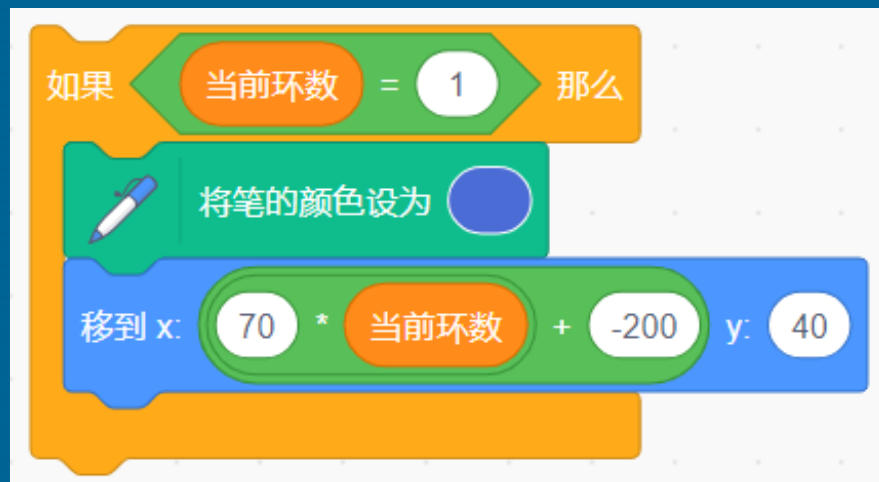 如果 当前环数 = 1 那么
将笔的颜色设为
移到 x: 70 * 当前环数 + -200 y: 40